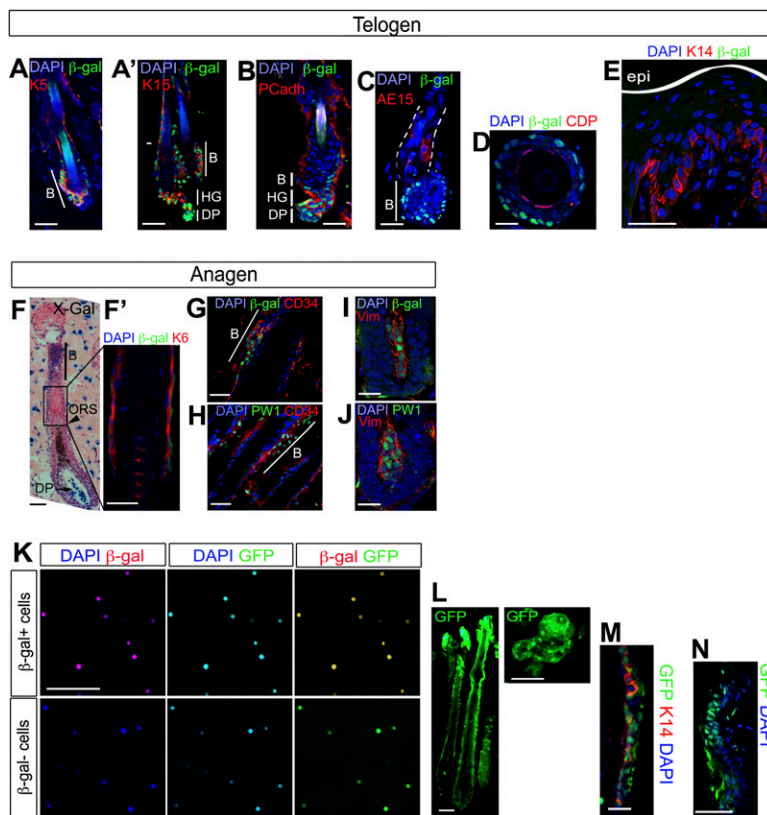 Telogen
A
DAPI β-gal
K5
B
A’
DAPI β-gal
K15
B
HG
DP
B
DAPI β-gal
PCadh
B
HG
DP
C
DAPI β-gal
AE15
B
D
DAPI β-gal CDP
E
DAPI K14 β-gal
epi
Anagen
F
X-Gal
B
ORS
DP
F’
DAPI β-gal K6
G
DAPI β-gal CD34
B
H
DAPI PW1 CD34
B
I
DAPI β-gal
Vim
J
DAPI PW1
Vim
K
DAPI β-gal
DAPI GFP
β-gal GFP
β-gal+ cells
β-gal- cells
L
GFP
GFP
M
GFP K14 DAPI
N
GFP DAPI